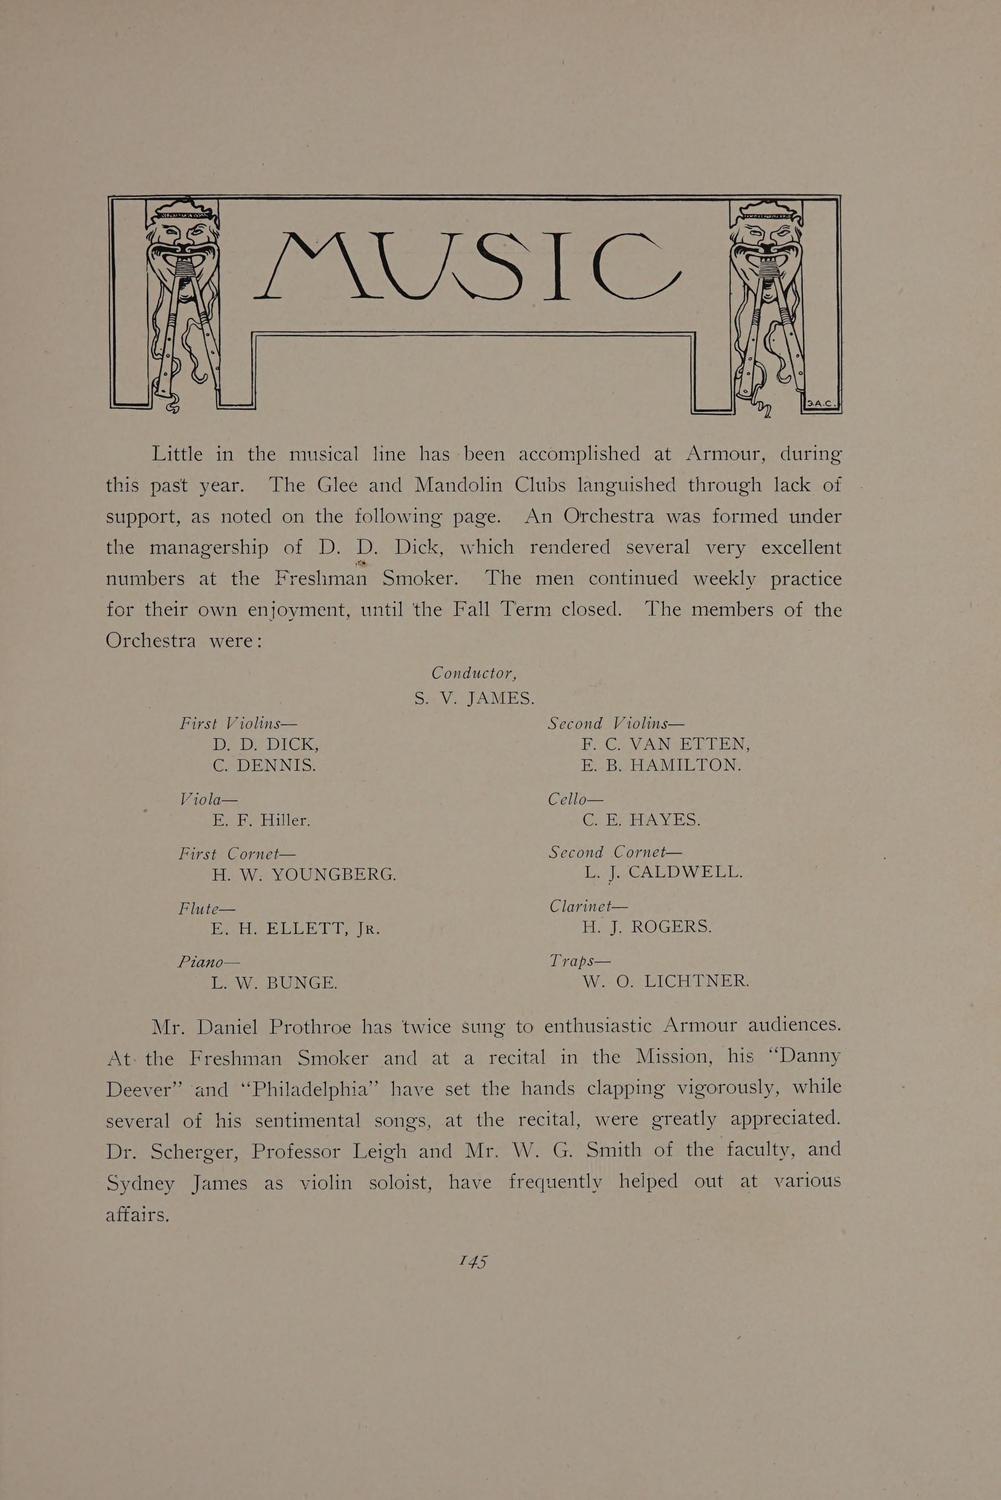 MUSIC
J.A.C.
Little in the musical line has been accomplished at Armour, during
this past year. The Glee and Mandolin Clubs languished through lack of
support, as noted on the following page. An Orchestra was formed under
the managership of D. D. Dick, which rendered several very excellent
numbers at the Freshman Smoker. The men continued weekly practice
for their own enjoyment, until the Fall Term closed. The members of the
Orchestra were:
Conductor,
S. V. JAMES.
First Violins—
D. D. DICK,
C. DENNIS.
Second Violins—
F. C. VAN ETTEN,
E. B. HAMILTON.
Viola—
E. F. Hiller.
Cello—
C. E. HAYES.
First Cornet—
H. W. YOUNGBERG.
Second Cornet—
L. J. CALDWELL.
Flute—
E. H. ELLETT, JR.
Clarinet—
H. J. ROGERS.
Piano—
L. W. BUNGE.
Traps—
W. O. LICHTNER.
Mr. Daniel Prothroe has twice sung to enthusiastic Armour audiences.
At the Freshman Smoker and at a recital in the Mission, his “Danny
Deever” and “Philadelphia” have set the hands clapping vigorously, while
several of his sentimental songs, at the recital, were greatly appreciated.
Dr. Scherger, Professor Leigh and Mr. W. G. Smith of the faculty, and
Sydney James as violin soloist, have frequently helped out at various
affairs.
145